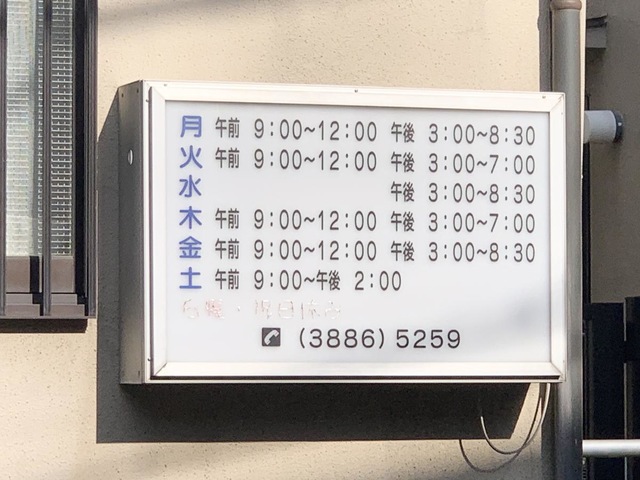 月 午前 9:00～12:00 午後 3:00～8:30
火 午前 9:00～12:00 午後 3:00～7:00
水 午後 3:00～8:30
木 午前 9:00～12:00 午後 3:00～7:00
金 午前 9:00～12:00 午後 3:00～8:30
土 午前 9:00～午後 2:00
(3886)5259